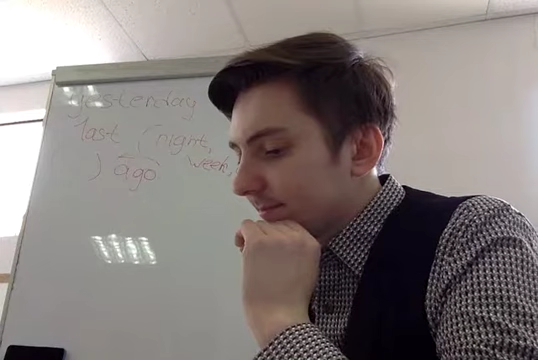 yesterday
last (night,
week,
) ago